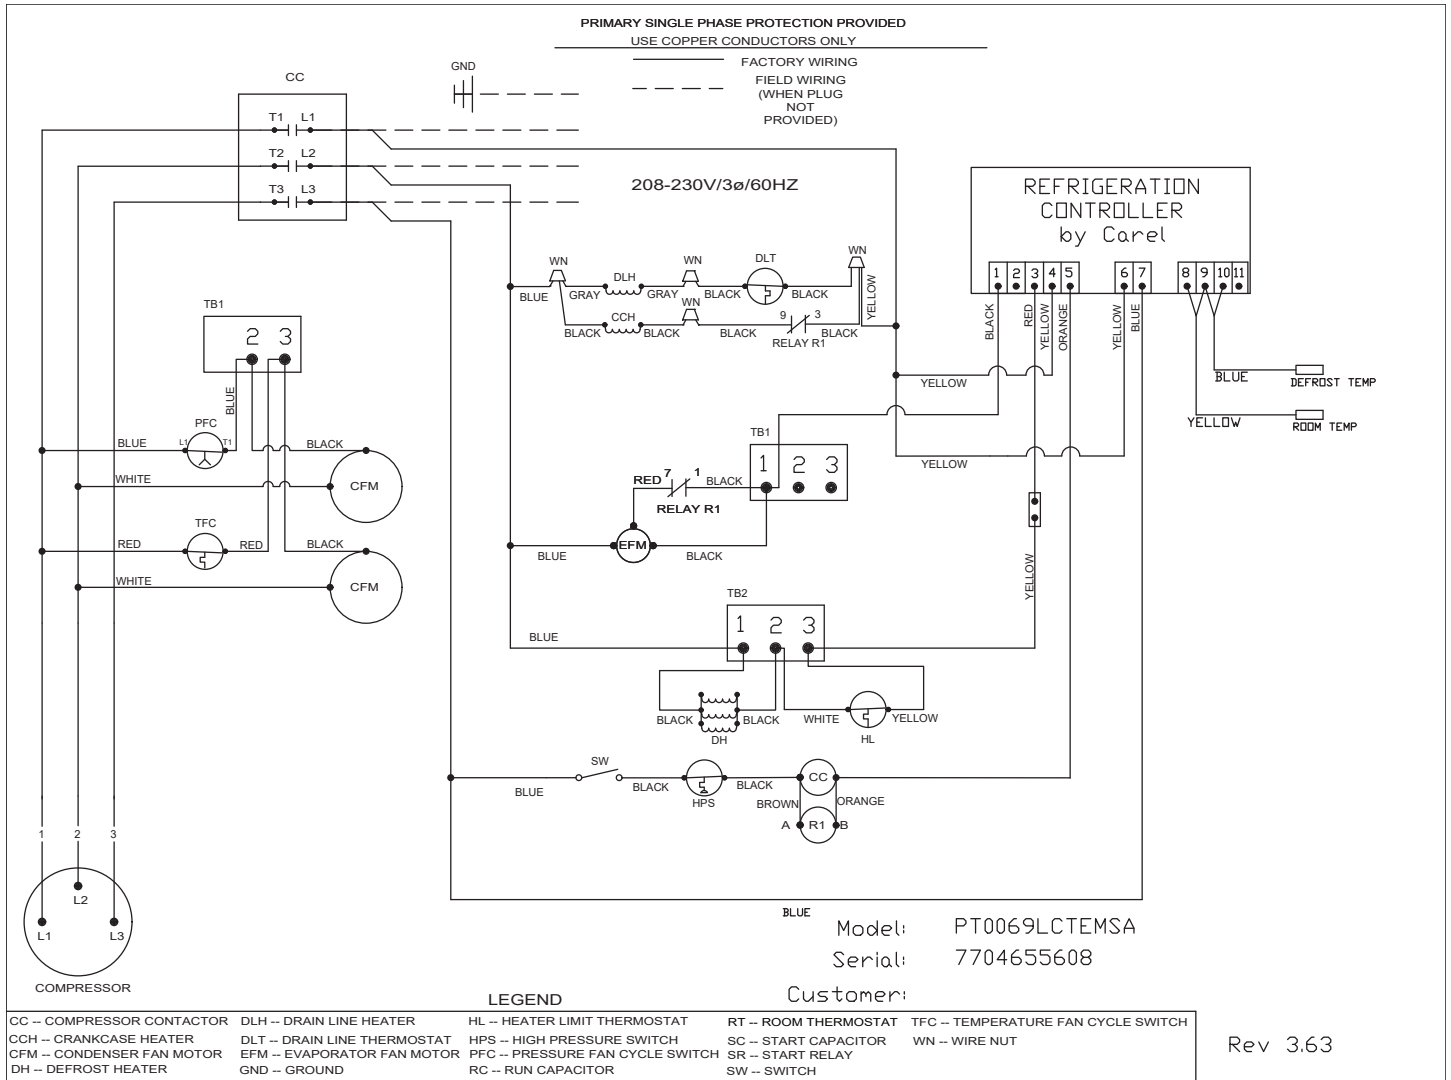 PRIMARY SINGLE PHASE PROTECTION PROVIDED
USE COPPER CONDUCTORS ONLY
FACTORY WIRING
FIELD WIRING
(WHEN PLUG
NOT
PROVIDED)
GND
CC
T1 L1
T2 L2
T3 L3
208-230V/3ø/60HZ
REFRIGERATION
CONTROLLER
by Carel
1 2 3 4 5 6 7 8 9 10 11
BLACK
RED
YELLOW
ORANGE
YELLOW
BLUE
WN
DLH
WN
DLT
WN
BLUE
GRAY
GRAY
BLACK
BLACK
YELLOW
CCH
WN
9
3
BLACK
BLACK
BLACK
RELAY R1
BLACK
TB1
2 3
BLUE
PFC
BLUE
L1
T1
BLACK
WHITE
CFM
TFC
RED
RED
BLACK
WHITE
CFM
YELLOW
BLUE
DEFROST TEMP
YELLOW
ROOM TEMP
TB1
1 2 3
YELLOW
RED
7
1
BLACK
RELAY R1
EFM
BLUE
BLACK
YELLOW
TB2
1 2 3
BLUE
BLACK
BLACK
DH
WHITE
YELLOW
HL
SW
BLUE
BLACK
HPS
BLACK
CC
BROWN
ORANGE
A
R1
B
1 2 3
L2
L1
L3
COMPRESSOR
BLUE
Model: PT0069LCTEMSA
Serial: 7704655608
Customer:
LEGEND
CC -- COMPRESSOR CONTACTOR DLH -- DRAIN LINE HEATER HL -- HEATER LIMIT THERMOSTAT RT -- ROOM THERMOSTAT TFC -- TEMPERATURE FAN CYCLE SWITCH
CCH -- CRANKCASE HEATER DLT -- DRAIN LINE THERMOSTAT HPS -- HIGH PRESSURE SWITCH SC -- START CAPACITOR WN -- WIRE NUT
CFM -- CONDENSER FAN MOTOR EFM -- EVAPORATOR FAN MOTOR PFC -- PRESSURE FAN CYCLE SWITCH SR -- START RELAY
DH -- DEFROST HEATER GND -- GROUND RC -- RUN CAPACITOR SW -- SWITCH
Rev 3.63